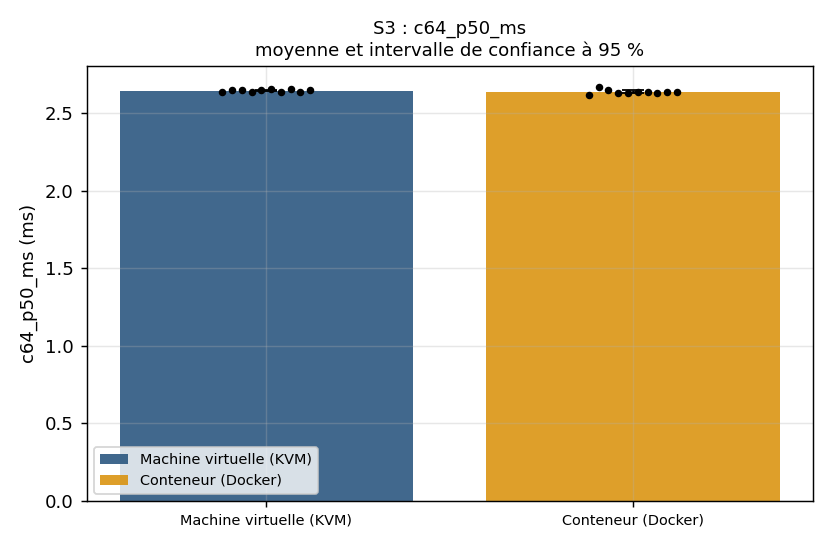 S3 : c64_p50_ms
moyenne et intervalle de confiance à 95 %
c64_p50_ms (ms)
2.5
2.0
1.5
1.0
0.5
0.0
Machine virtuelle (KVM)
Conteneur (Docker)
Machine virtuelle (KVM)
Conteneur (Docker)